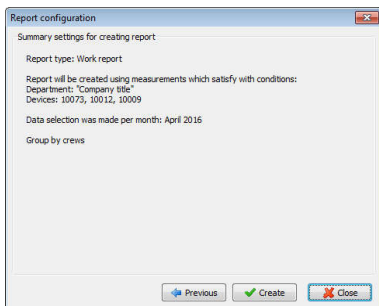 Report configuration
Summary settings for creating report
Report type: Work report
Report will be created using measurements which satisfy with conditions:
Department: "Company title"
Devices: 10073, 10012, 10009
Data selection was made per month: April 2016
Group by crews
Previous
Create
Close